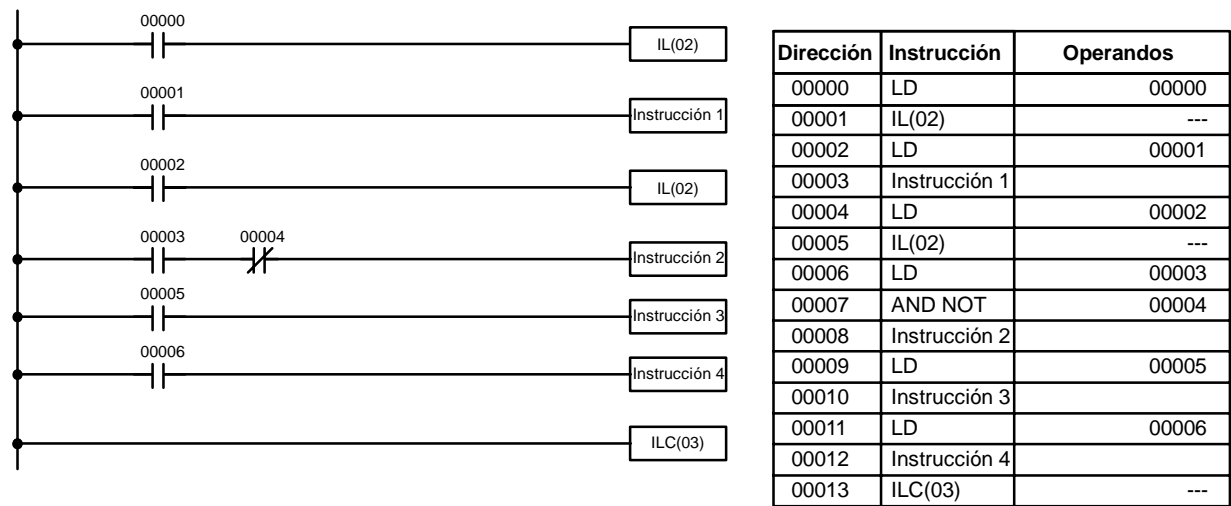 00000
IL(02)
00001
Instrucción 1
00002
IL(02)
00003 00004
Instrucción 2
00005
Instrucción 3
00006
Instrucción 4
ILC(03)
Dirección Instrucción Operandos
00000 LD 00000
00001 IL(02) ---
00002 LD 00001
00003 Instrucción 1
00004 LD 00002
00005 IL(02) ---
00006 LD 00003
00007 AND NOT 00004
00008 Instrucción 2
00009 LD 00005
00010 Instrucción 3
00011 LD 00006
00012 Instrucción 4
00013 ILC(03) ---